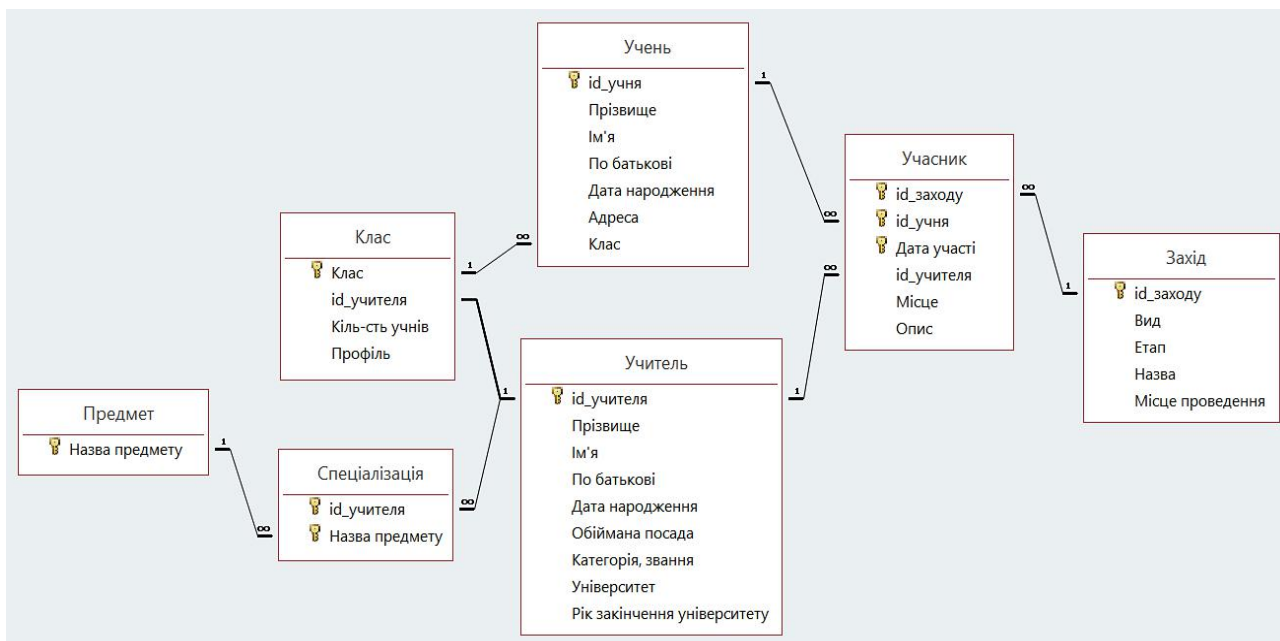 Учень
id_учня
Прізвище
Ім'я
По батькові
Дата народження
Адреса
Клас
1
∞
Учасник
id_заходу
id_учня
Дата участі
id_учителя
Місце
Опис
∞
∞
1
Захід
id_заходу
Вид
Етап
Назва
Місце проведення
Клас
Клас
id_учителя
Кіль-сть учнів
Профіль
1
∞
Учитель
id_учителя
Прізвище
Ім'я
По батькові
Дата народження
Обіймана посада
Категорія, звання
Університет
Рік закінчення університету
1
1
Предмет
Назва предмету
1
∞
Спеціалізація
id_учителя
Назва предмету
∞